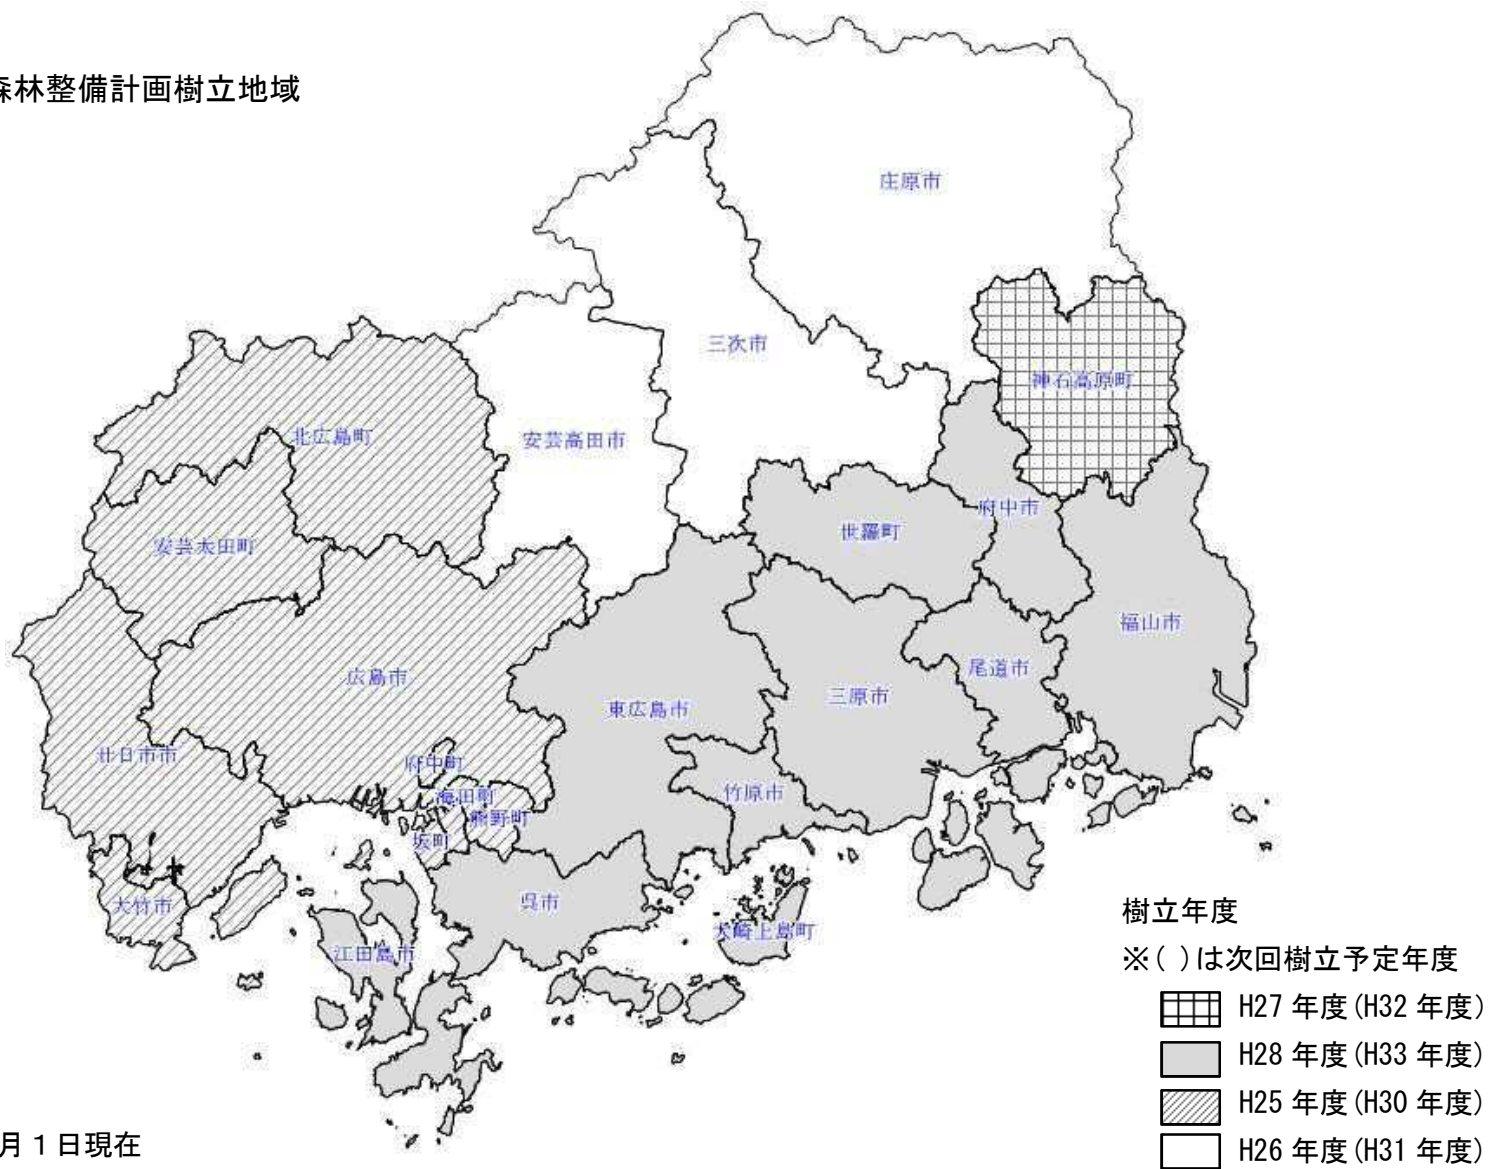 森林整備計画樹立地域
庄原市
三次市
神石高原町
北広島町
安芸高田市
府中市
世羅町
安芸太田町
福山市
尾道市
広島市
三原市
東広島市
廿日市市
府中町
海田町
竹原市
熊野町
坂町
呉市
大竹市
大崎上島町
江田島市
樹立年度
※( )は次回樹立予定年度
H27 年度(H32 年度)
H28 年度(H33 年度)
H25 年度(H30 年度)
H26 年度(H31 年度)
月1日現在